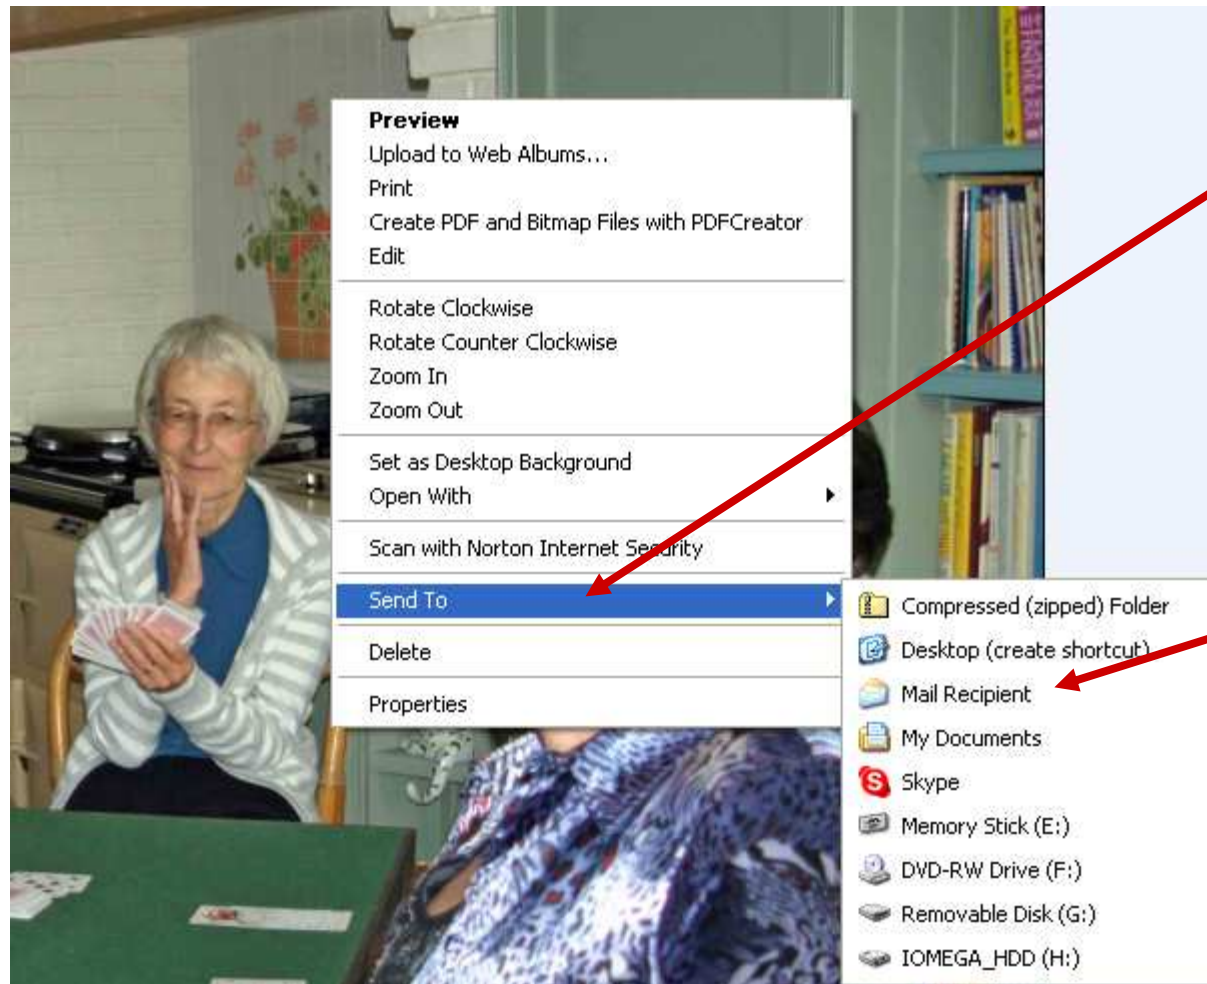 Preview
Upload to Web Albums...
Print
Create PDF and Bitmap Files with PDFCreator
Edit
Rotate Clockwise
Rotate Counter Clockwise
Zoom In
Zoom Out
Set as Desktop Background
Open With
Scan with Norton Internet Security
Send To
Delete
Properties
Compressed (zipped) Folder
Desktop (create shortcut)
Mail Recipient
My Documents
Skype
Memory Stick (E:)
DVD-RW Drive (F:)
Removable Disk (G:)
IOMEGA_HDD (H:)